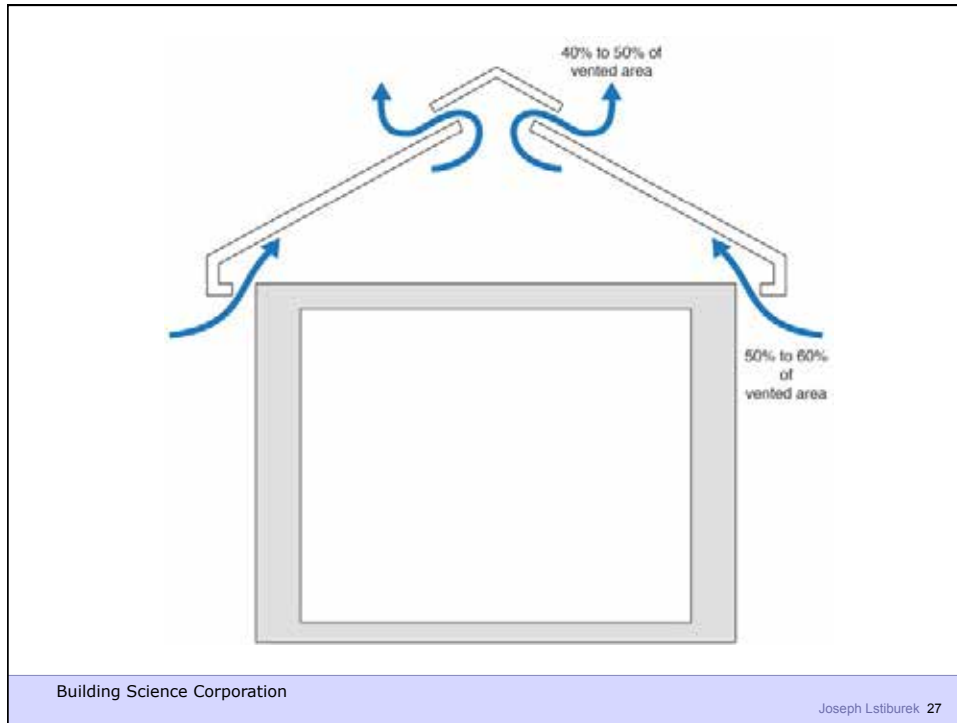 40% to 50% of
vented area
50% to 60%
of
vented area
Building Science Corporation
Joseph Lstiburek 27